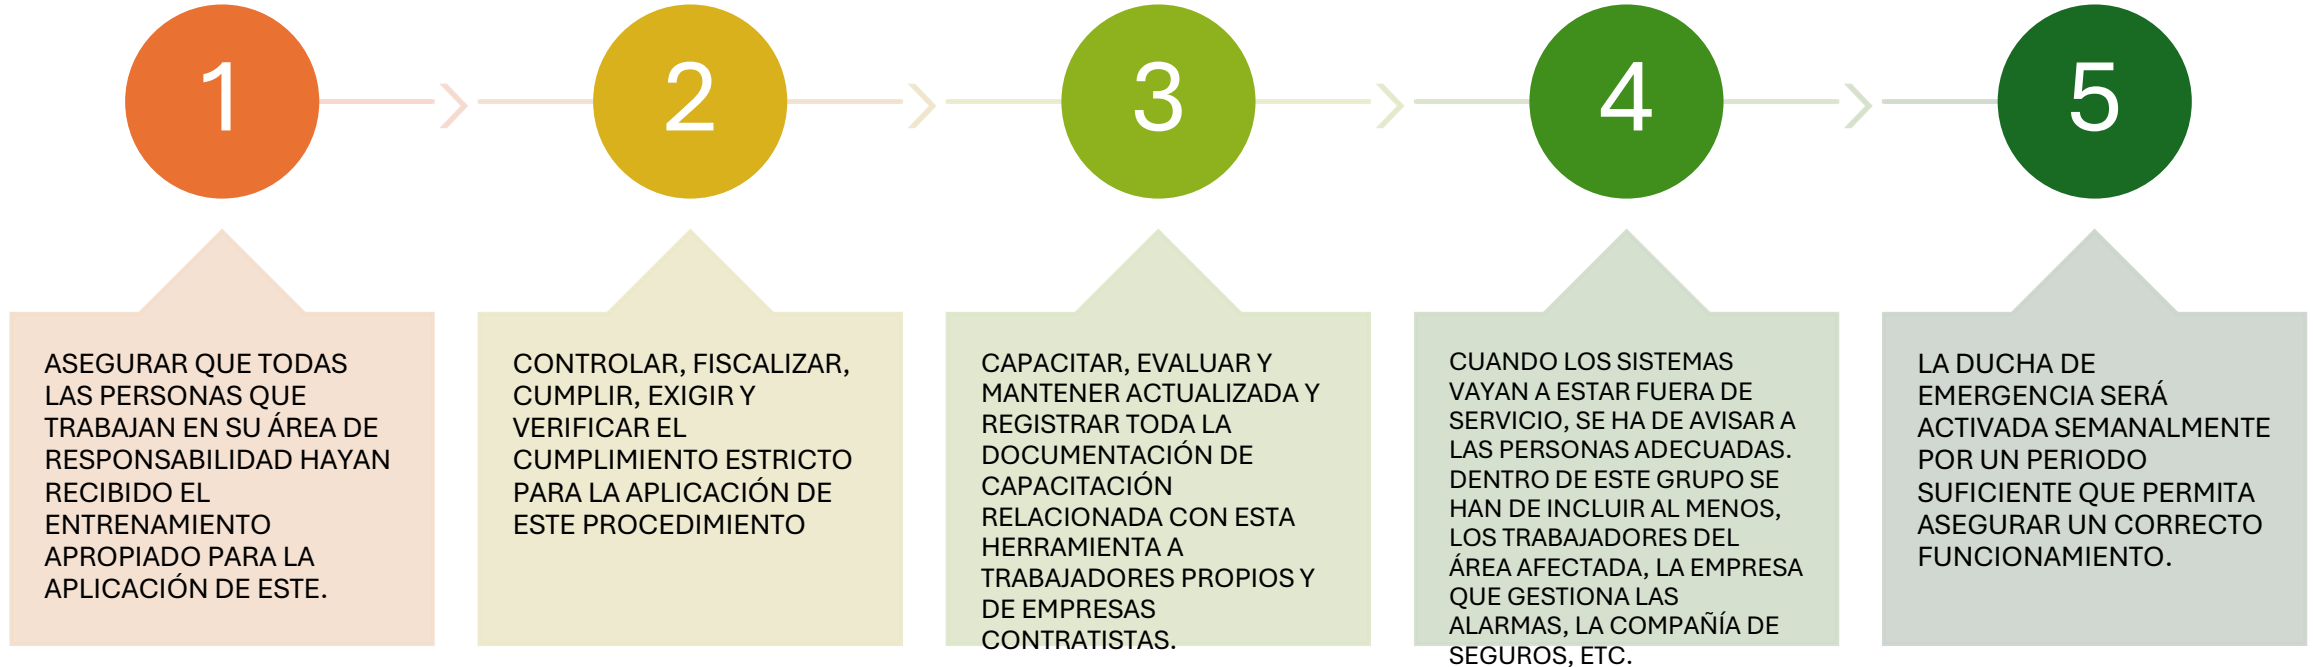 1
2
3
4
5
ASEGURAR QUE TODAS
LAS PERSONAS QUE
TRABAJAN EN SU ÁREA DE
RESPONSABILIDAD HAYAN
RECIBIDO EL
ENTRENAMIENTO
APROPIADO PARA LA
APLICACIÓN DE ESTE.
CONTROLAR, FISCALIZAR,
CUMPLIR, EXIGIR Y
VERIFICAR EL
CUMPLIMIENTO ESTRICTO
PARA LA APLICACIÓN DE
ESTE PROCEDIMIENTO
CAPACITAR, EVALUAR Y
MANTENER ACTUALIZADA Y
REGISTRAR TODA LA
DOCUMENTACIÓN DE
CAPACITACIÓN
RELACIONADA CON ESTA
HERRAMIENTA A
TRABAJADORES PROPIOS Y
DE EMPRESAS
CONTRATISTAS.
CUANDO LOS SISTEMAS
VAYAN A ESTAR FUERA DE
SERVICIO, SE HA DE AVISAR A
LAS PERSONAS ADECUADAS.
DENTRO DE ESTE GRUPO SE
HAN DE INCLUIR AL MENOS,
LOS TRABAJADORES DEL
ÁREA AFECTADA, LA EMPRESA
QUE GESTIONA LAS
ALARMAS, LA COMPAÑÍA DE
SEGUROS, ETC.
LA DUCHA DE
EMERGENCIA SERÁ
ACTIVADA SEMANALMENTE
POR UN PERIODO
SUFICIENTE QUE PERMITA
ASEGURAR UN CORRECTO
FUNCIONAMIENTO.